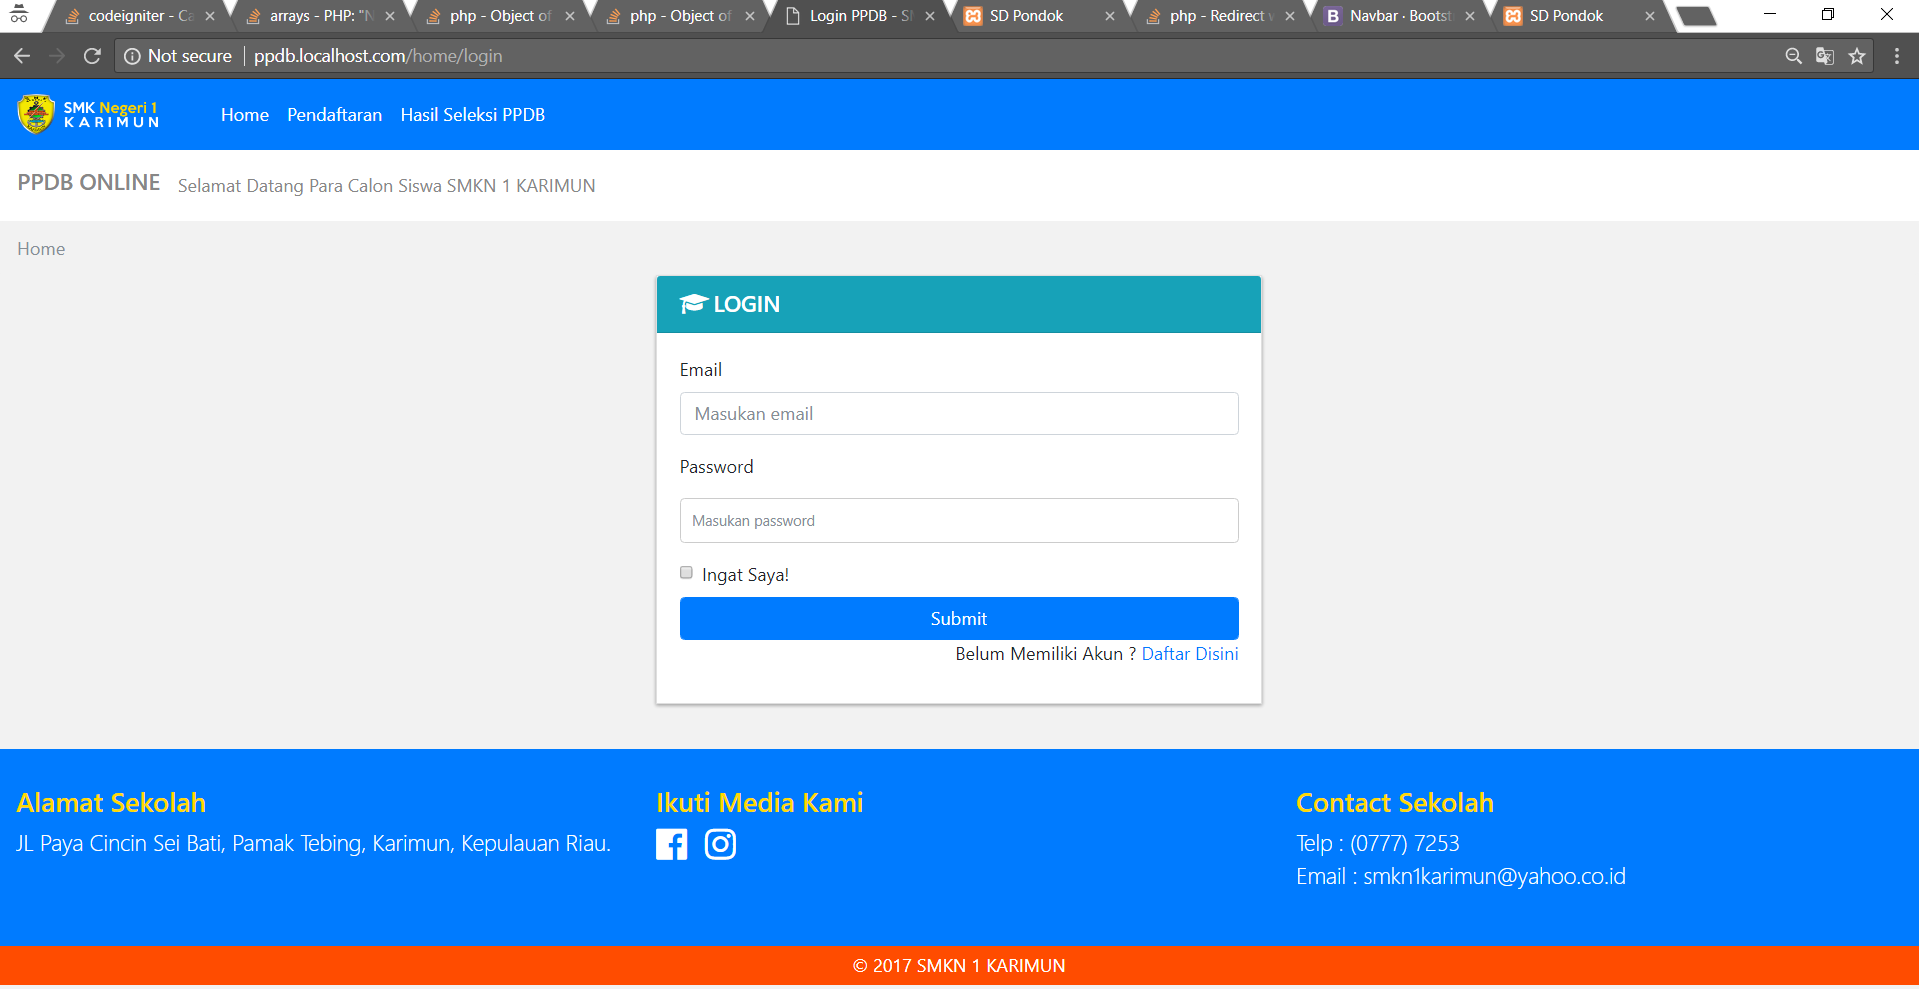 codeigniter - Ca
arrays - PHP: "N
php - Object of
php - Object of
Login PPDB - SM
SD Pondok
php - Redirect w
Navbar · Bootst
SD Pondok
Not secure
ppdb.localhost.com/home/login
SMK Negeri 1
KARIMUN
Home
Pendaftaran
Hasil Seleksi PPDB
PPDB ONLINE
Selamat Datang Para Calon Siswa SMKN 1 KARIMUN
Home
LOGIN
Email
Masukan email
Password
Masukan password
Ingat Saya!
Submit
Belum Memiliki Akun ? Daftar Disini
Alamat Sekolah
JL Paya Cincin Sei Bati, Pamak Tebing, Karimun, Kepulauan Riau.
Ikuti Media Kami
Contact Sekolah
Telp : (0777) 7253
Email : smkn1karimun@yahoo.co.id
© 2017 SMKN 1 KARIMUN